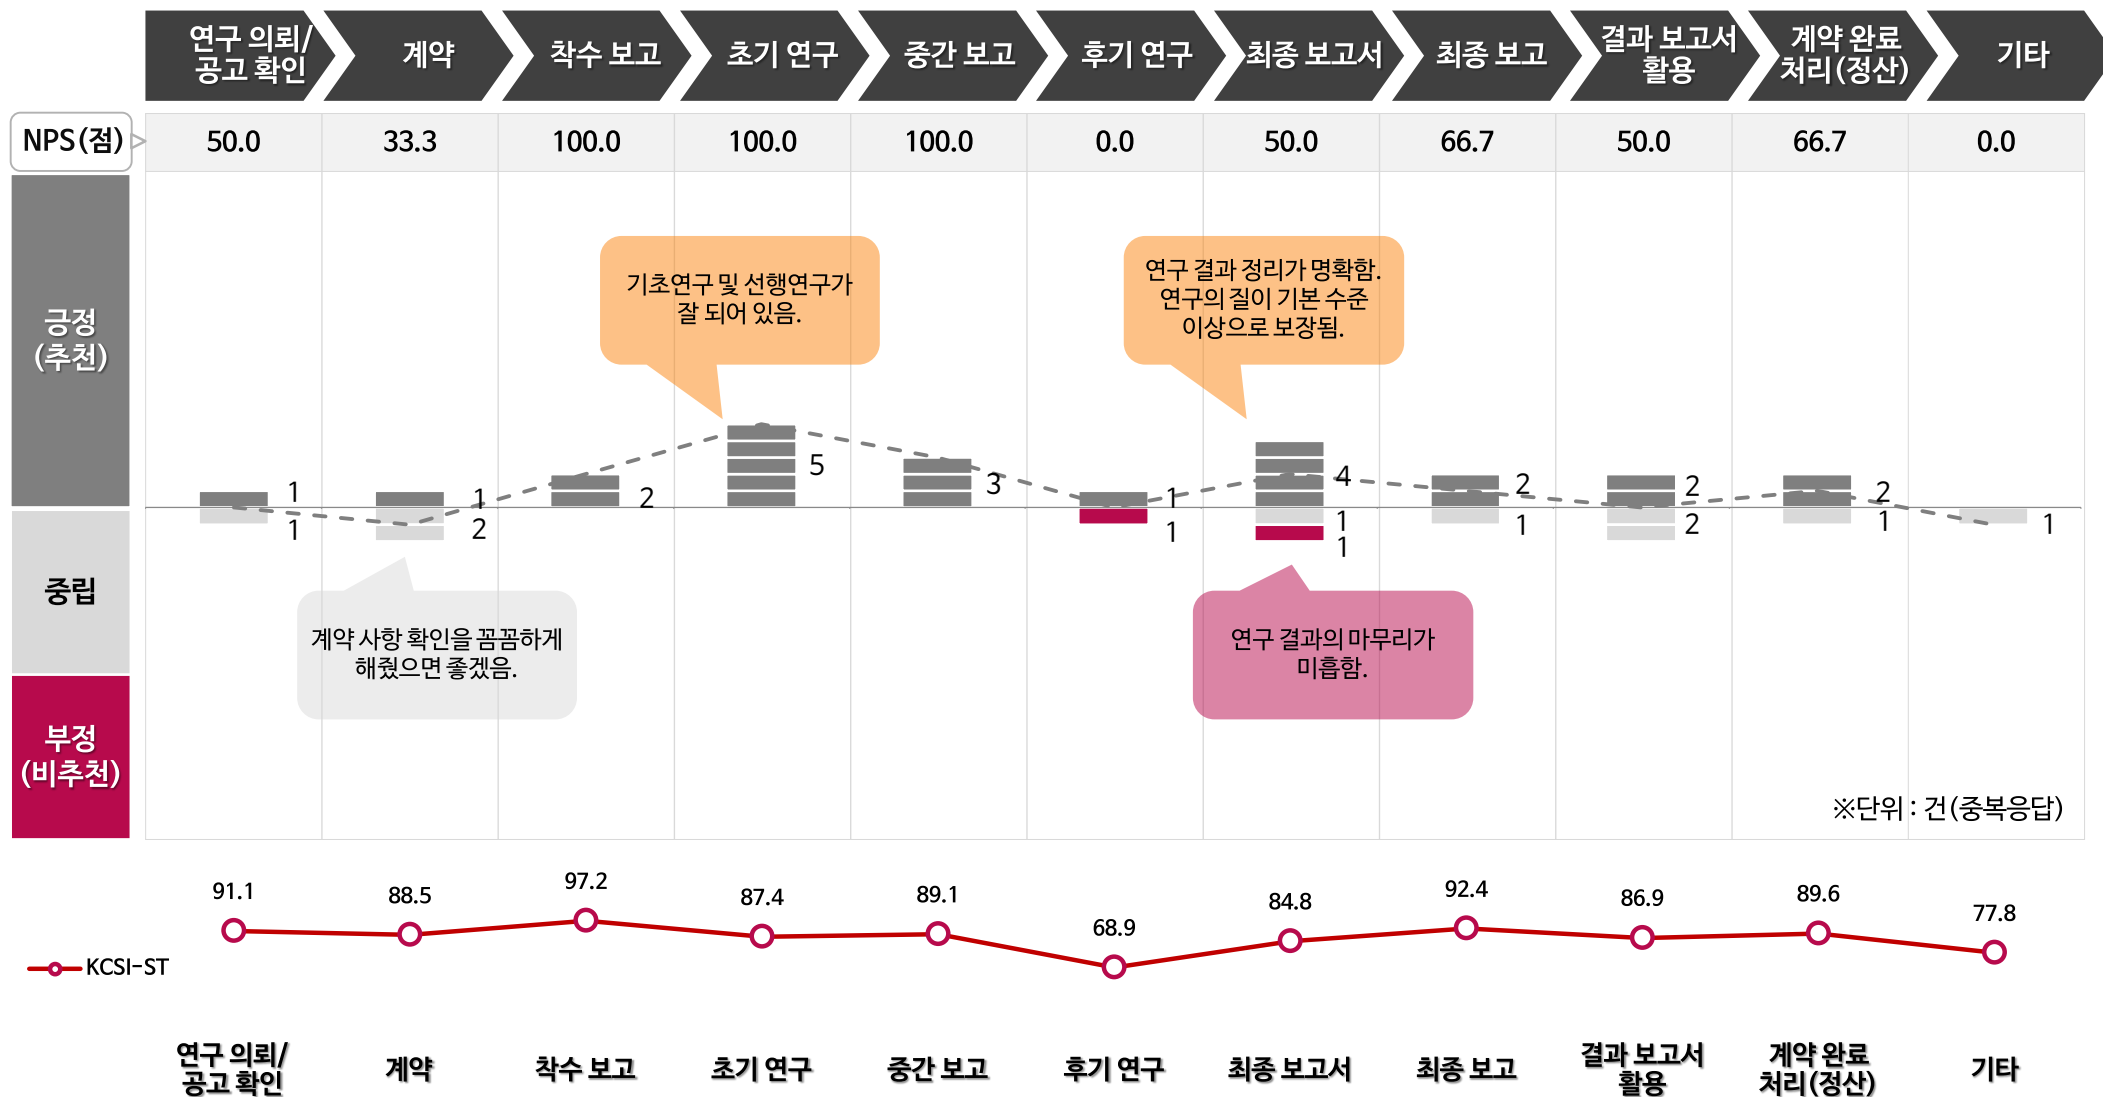 연구 의뢰/
공고 확인
계약
착수 보고
초기 연구
중간 보고
후기 연구
최종 보고서
최종 보고
결과 보고서
활용
계약 완료
처리(정산)
기타
NPS(점)
50.0
33.3
100.0
100.0
100.0
0.0
50.0
66.7
50.0
66.7
0.0
긍정
(추천)
기초연구 및 선행연구가
잘 되어 있음.
연구 결과 정리가 명확함.
연구의 질이 기본 수준
이상으로 보장됨.
1
1
2
5
3
1
4
2
2
2
중립
1
2
1
1
1
1
2
1
1
계약 사항 확인을 꼼꼼하게
해줬으면 좋겠음.
연구 결과의 마무리가
미흡함.
부정
(비추천)
※단위 : 건(중복응답)
91.1
88.5
97.2
87.4
89.1
68.9
84.8
92.4
86.9
89.6
77.8
KCSI-ST
연구 의뢰/
공고 확인
계약
착수 보고
초기 연구
중간 보고
후기 연구
최종 보고서
최종 보고
결과 보고서
활용
계약 완료
처리(정산)
기타